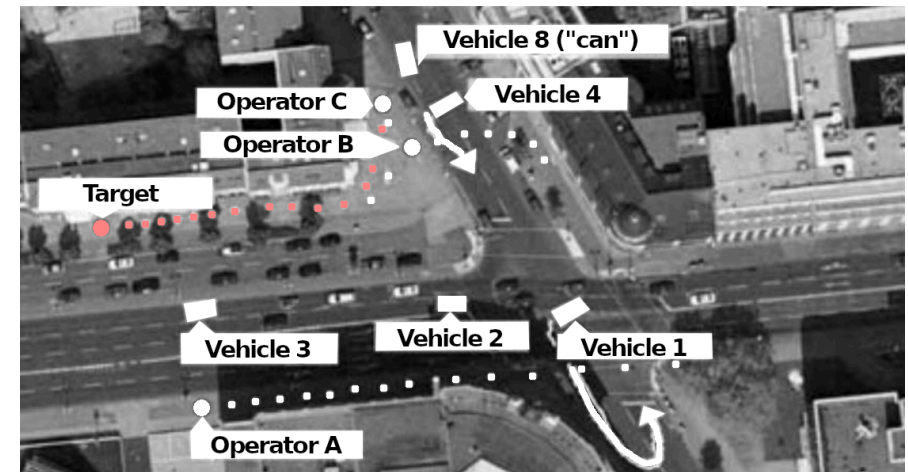 Vehicle 8 ("can")
Operator C
Vehicle 4
Operator B
Target
Vehicle 3
Vehicle 2
Vehicle 1
Operator A